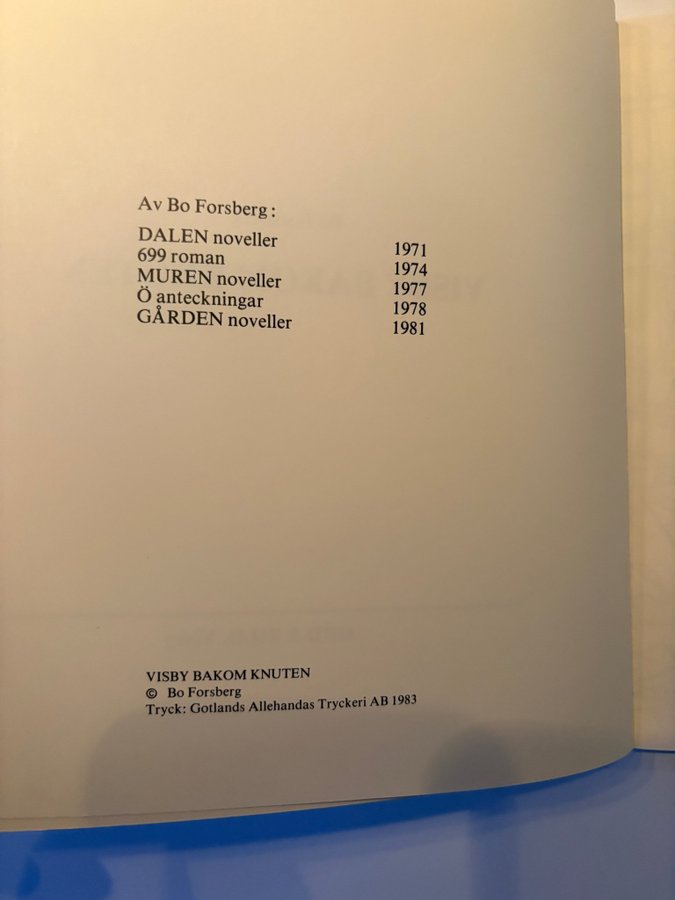 Av Bo Forsberg:
DALEN noveller 1971
699 roman 1974
MUREN noveller 1977
Ö anteckningar 1978
GÅRDEN noveller 1981
VISBY BAKOM KNUTEN
© Bo Forsberg
Tryck: Gotlands Allehandas Tryckeri AB 1983